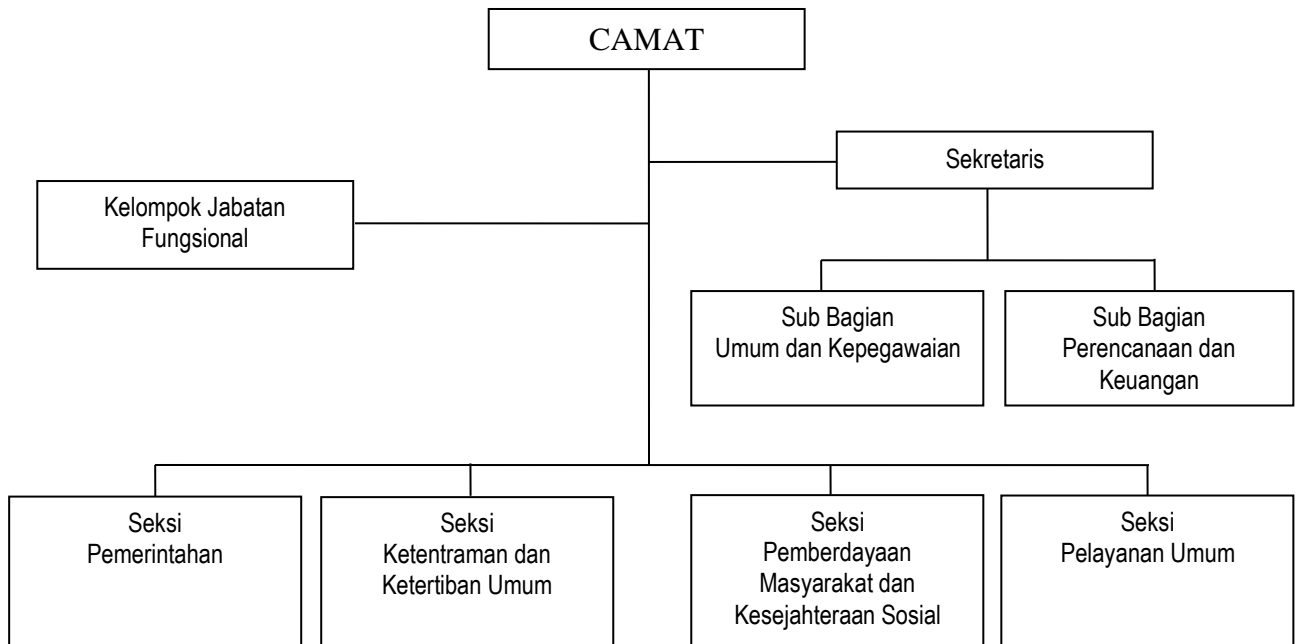 CAMAT
Sekretaris
Kelompok Jabatan
Fungsional
Sub Bagian
Umum dan Kepegawaian
Sub Bagian
Perencanaan dan
Keuangan
Seksi
Pemerintahan
Seksi
Ketentraman dan
Ketertiban Umum
Seksi
Pemberdayaan
Masyarakat dan
Kesejahteraan Sosial
Seksi
Pelayanan Umum